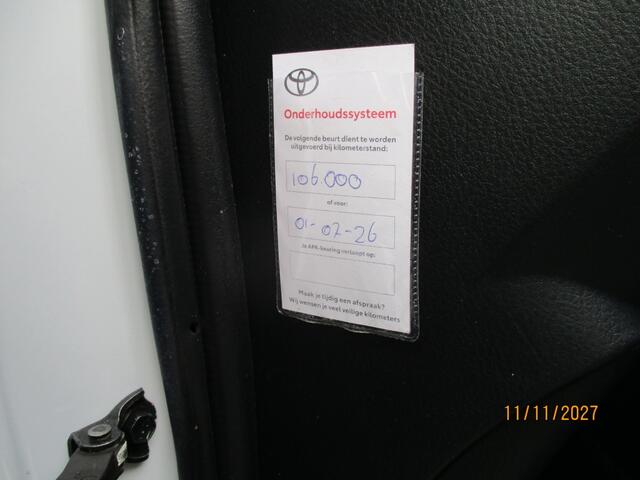 Onderhoudssysteem
De volgende beurt dient te worden
uitgevoerd bij kilometerstand:
106.000
of voor:
01-02-26
Je APK-keuring verloopt op:
Maak je tijdig een afspraak?
Wij wensen je veel veilige kilometers
11/11/2027